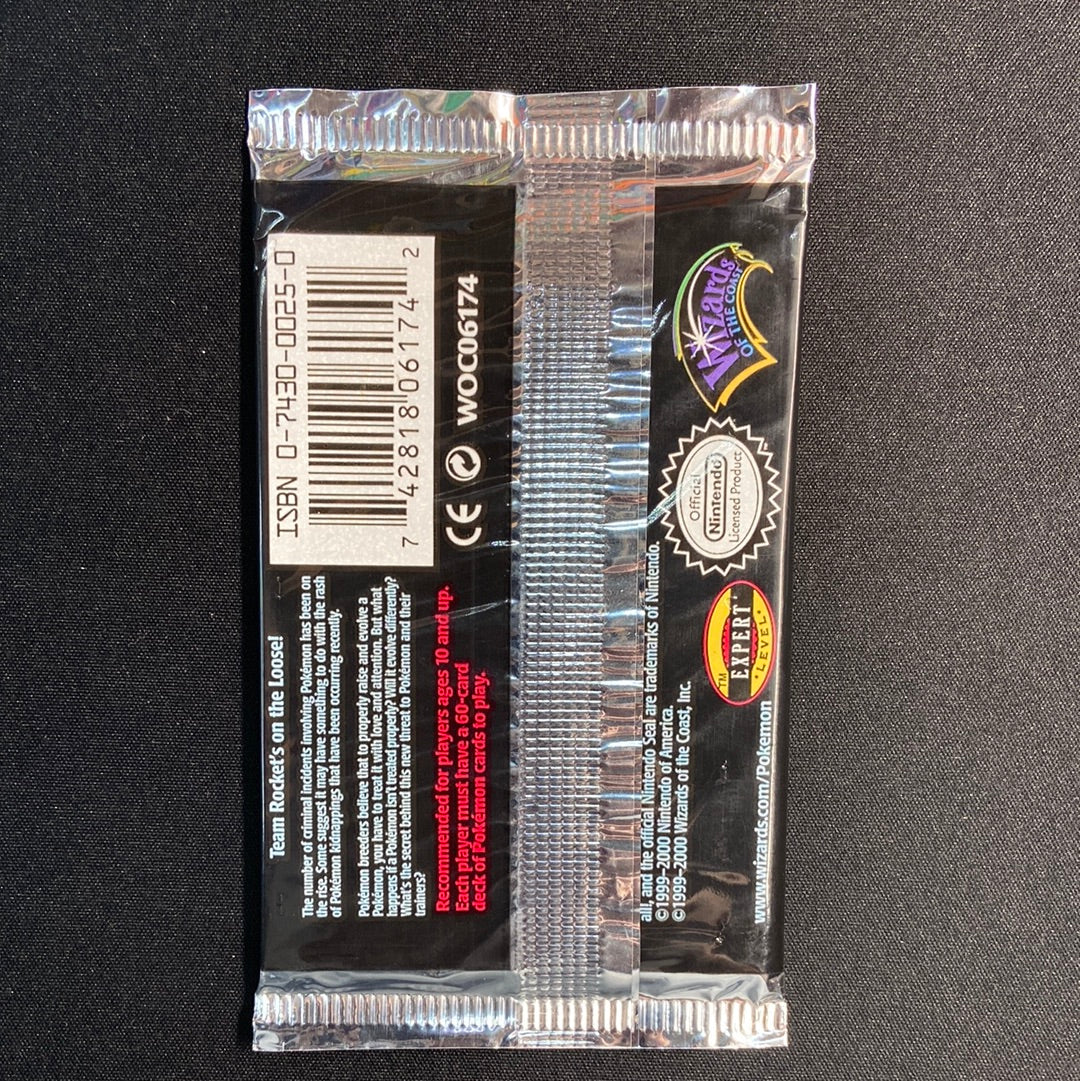 ISBN 0-7430-0025-0
7 42818 06174 2
CE WOC06174
Team Rocket's on the Loose!
The number of criminal incidents involving Pokémon has been on
the rise. Some suggest it may have something to do with the rash
of Pokémon kidnappings that have been occurring recently.
Pokémon breeders believe that to properly raise and evolve a
Pokémon, you have to treat it with love and attention. But what
happens if a Pokémon isn't treated properly? Will it evolve differently?
What's the secret behind this new threat to Pokémon and their
trainers?
Recommended for players ages 10 and up.
Each player must have a 60-card
deck of Pokémon cards to play.
all!, and the official Nintendo Seal are trademarks of Nintendo.
©1999-2000 Nintendo of America.
©1999-2000 Wizards of the Coast, Inc.
www.wizards.com/Pokemon
TM
EXPERT
LEVEL
Official
Nintendo
Licensed Product
Wizards
OF THE COAST